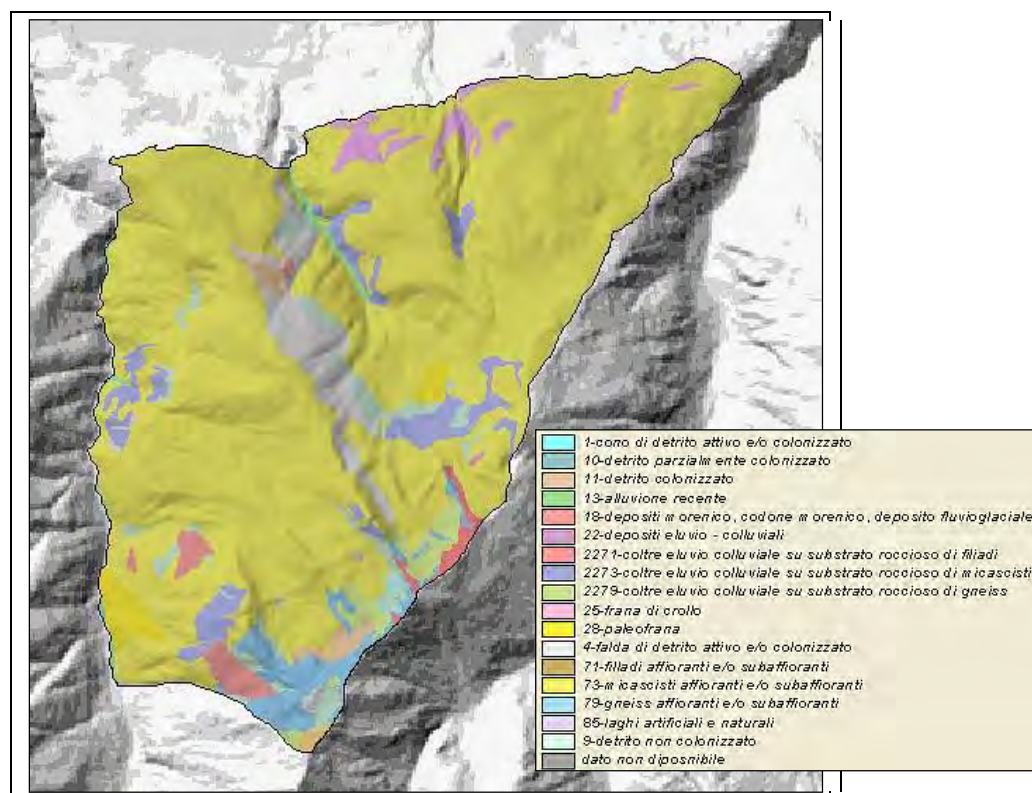 1-cono di detrito attivo e/o colonizzato
10-detrito parzialmente colonizzato
11-detrito colonizzato
13-alluvione recente
18-depositi morenico, codone morenico, deposito fluvioglaciale
22-depositi eluvio - colluviali
2271-coltre eluvio colluviale su substrato roccioso di filladi
2273-coltre eluvio colluviale su substrato roccioso di micascisti
2279-coltre eluvio colluviale su substrato roccioso di gneiss
25-frana di crollo
28-paleofrana
4-falda di detrito attivo e/o colonizzato
71-filladi affioranti e/o subaffioranti
73-micascisti affioranti e/o subaffioranti
79-gneiss affioranti e/o subaffioranti
85-laghi artificiali e naturali
9-detrito non colonizzato
dato non diposnibile